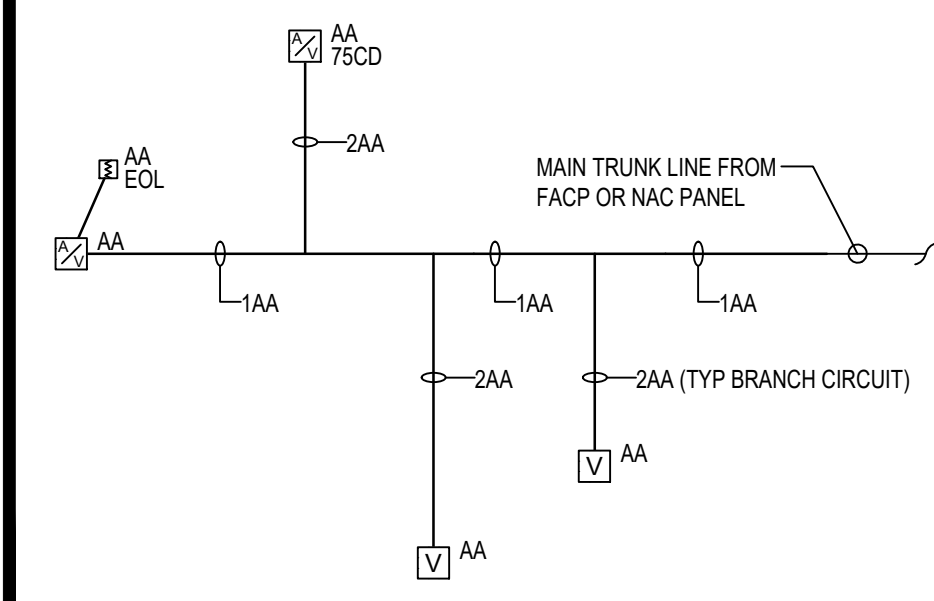 A/V
AA
75CD
2AA
AA
EOL
MAIN TRUNK LINE FROM
FACP OR NAC PANEL
A/V
AA
1AA
1AA
1AA
2AA
2AA (TYP BRANCH CIRCUIT)
V
AA
V
AA